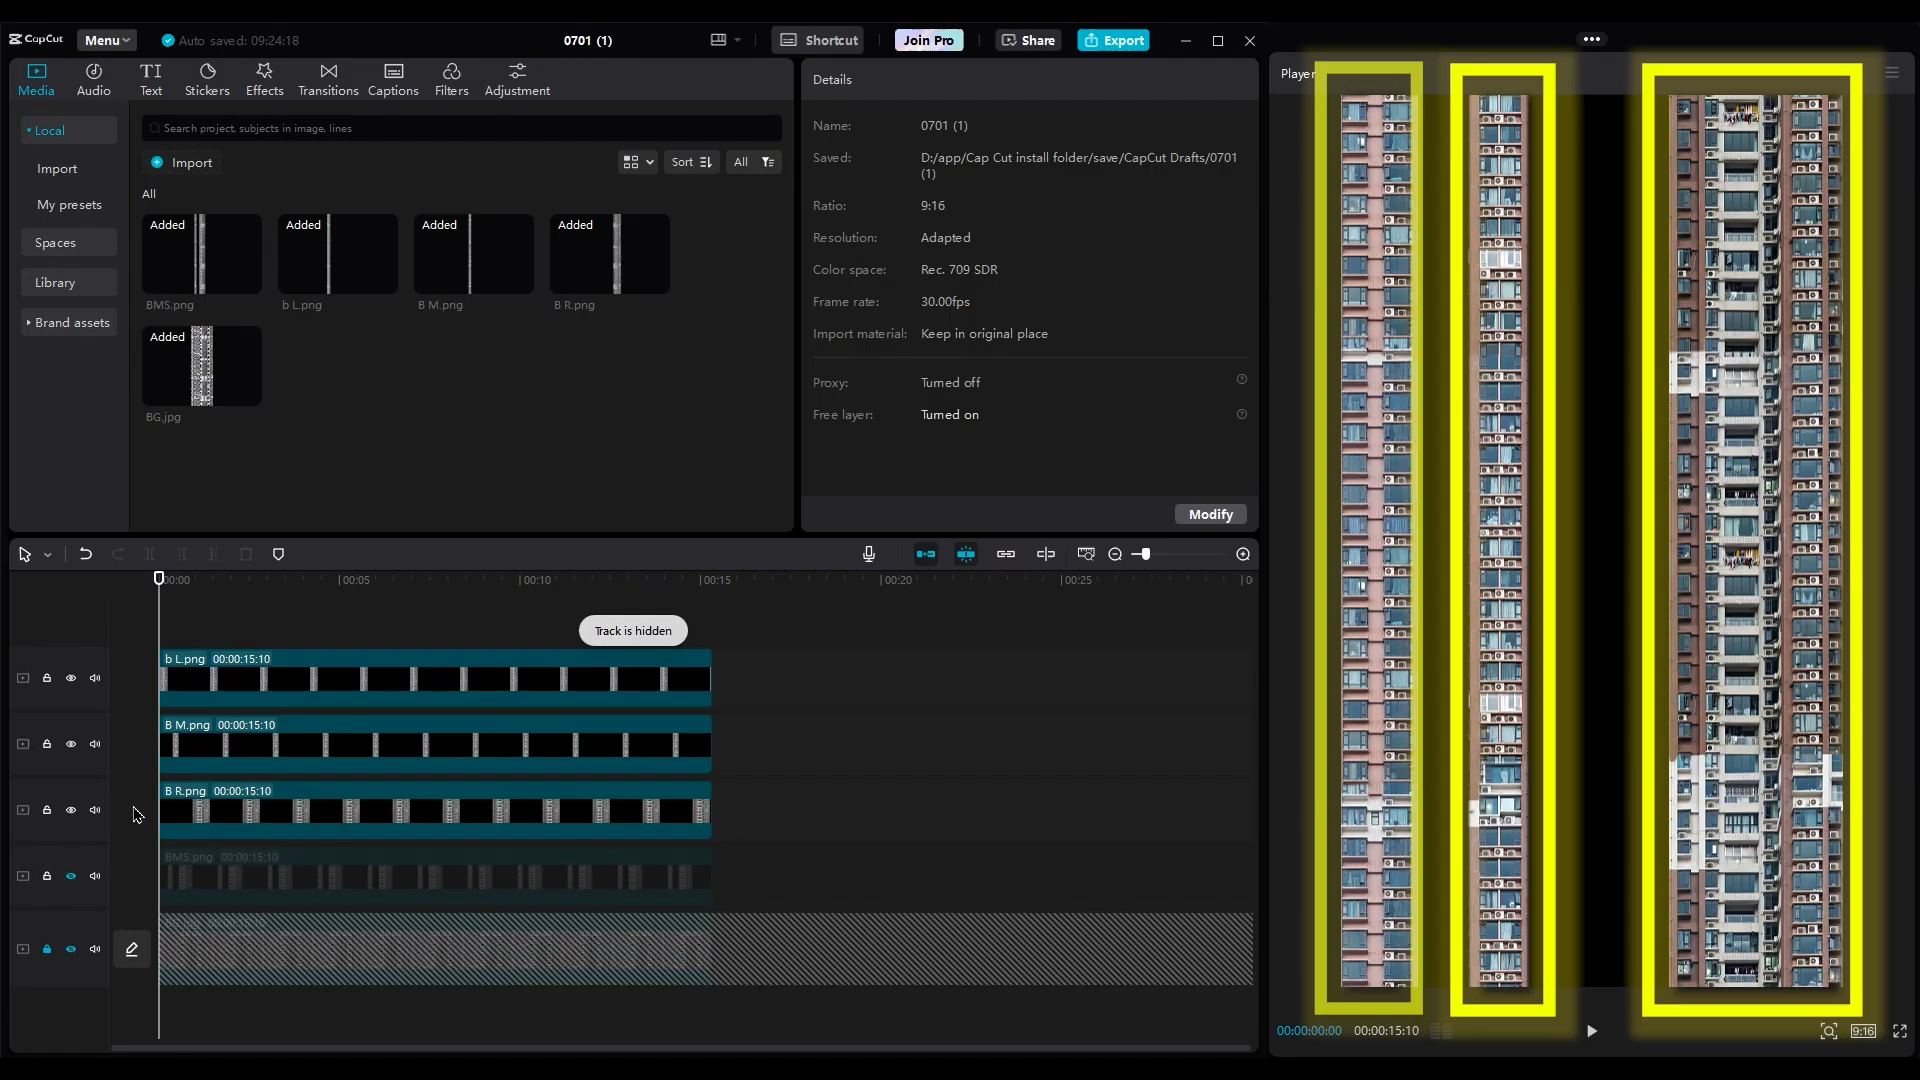 CapCut
Menu
Auto saved: 09:24:18
0701 (1)
Shortcut
Join Pro
Share
Export
Media
Audio
Text
Stickers
Effects
Transitions
Captions
Filters
Adjustment
Local
Import
My presets
Spaces
Library
Brand assets
Search project, subjects in image, lines
Import
Sort
All
All
Added
Added
Added
Added
BMS.png
b L.png
B M.png
B R.png
Added
BG.jpg
Details
Name: 0701 (1)
Saved: D:/app/Cap Cut install folder/save/CapCut Drafts/0701
(1)
Ratio: 9:16
Resolution: Adapted
Color space: Rec. 709 SDR
Frame rate: 30.00fps
Import material: Keep in original place
Proxy: Turned off
Free layer: Turned on
Modify
Player
00:00
00:05
00:10
00:15
00:20
00:25
Track is hidden
b L.png 00:00:15:10
B M.png 00:00:15:10
B R.png 00:00:15:10
BMS.png 00:00:15:10
BG.jpg 00:00:15:10
00:00:00:00 00:00:15:10
9:16